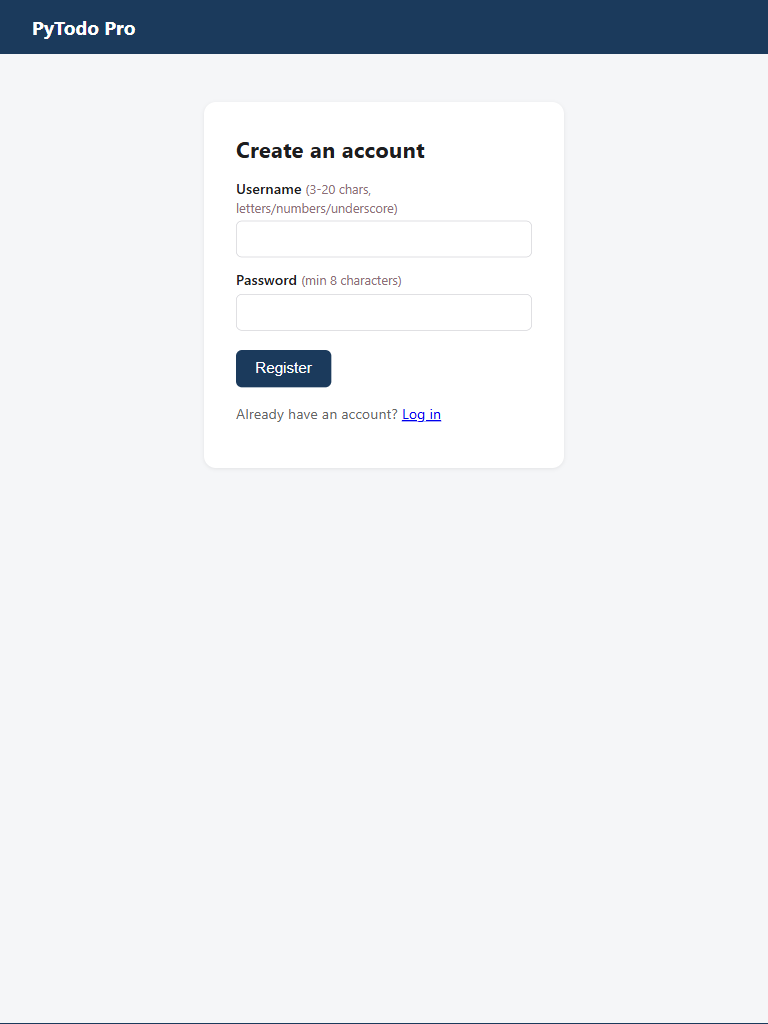 PyTodo Pro
Create an account
Username (3-20 chars,
letters/numbers/underscore)
Password (min 8 characters)
Register
Already have an account? Log in